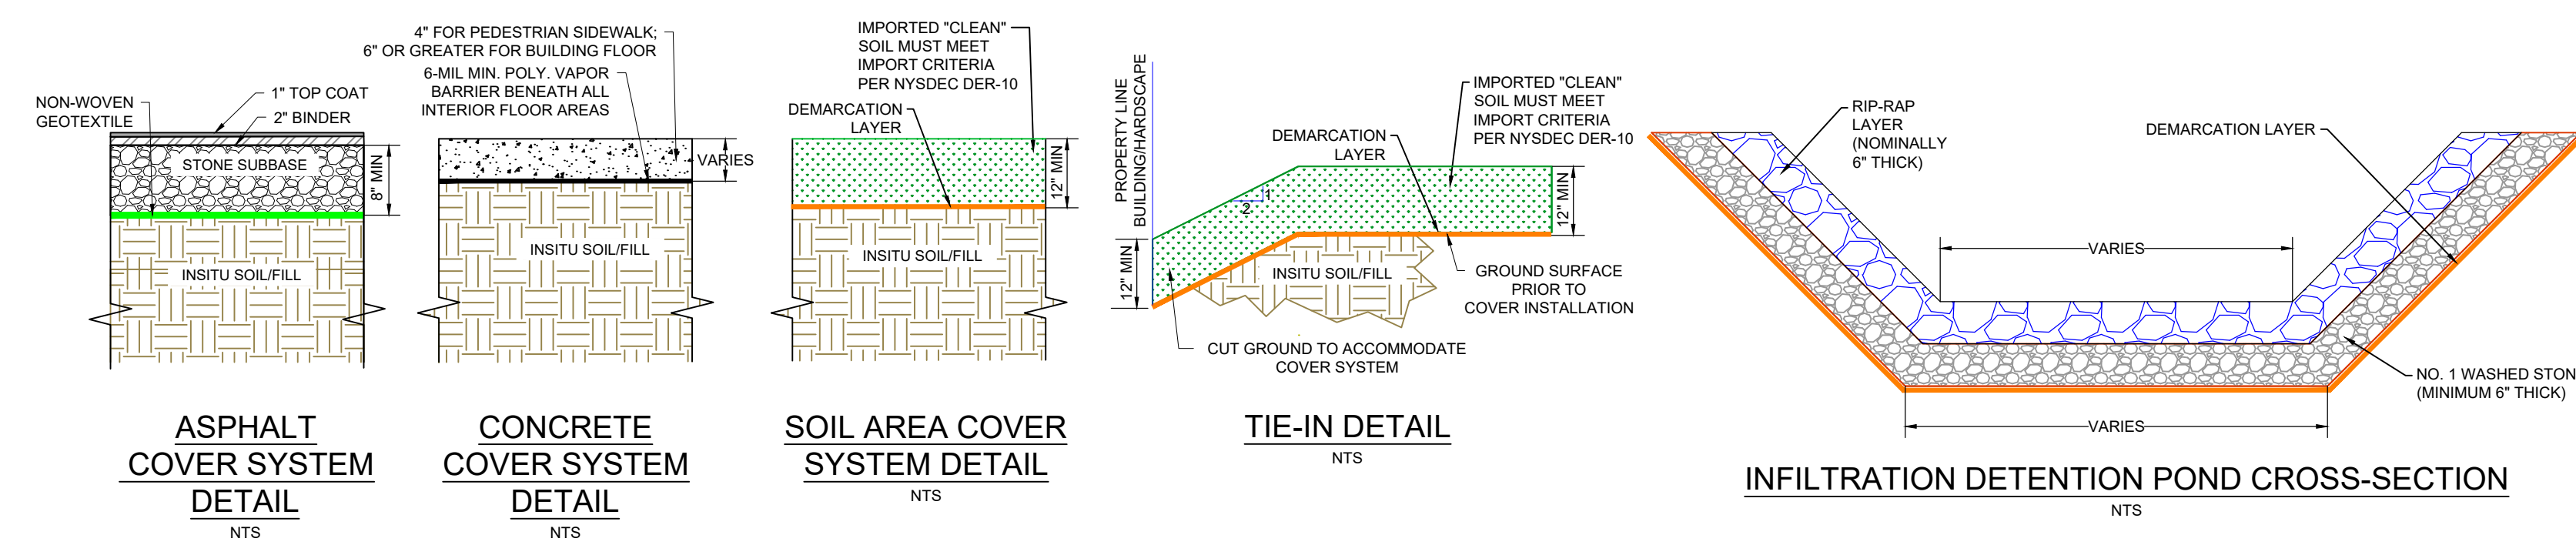 NON-WOVEN
GEOTEXTILE
1" TOP COAT
2" BINDER
STONE SUBBASE
8" MIN
INSITU SOIL/FILL
ASPHALT
COVER SYSTEM
DETAIL
NTS
4" FOR PEDESTRIAN SIDEWALK;
6" OR GREATER FOR BUILDING FLOOR
6-MIL MIN. POLY. VAPOR
BARRIER BENEATH ALL
INTERIOR FLOOR AREAS
VARIES
INSITU SOIL/FILL
CONCRETE
COVER SYSTEM
DETAIL
NTS
IMPORTED "CLEAN"
SOIL MUST MEET
IMPORT CRITERIA
PER NYSDEC DER-10
DEMARCATION
LAYER
12" MIN
INSITU SOIL/FILL
SOIL AREA COVER
SYSTEM DETAIL
NTS
PROPERTY LINE
BUILDING/HARDSCAPE
IMPORTED "CLEAN"
SOIL MUST MEET
IMPORT CRITERIA
PER NYSDEC DER-10
DEMARCATION
LAYER
1
2
12" MIN
12" MIN
INSITU SOIL/FILL
GROUND SURFACE
PRIOR TO
COVER INSTALLATION
CUT GROUND TO ACCOMMODATE
COVER SYSTEM
TIE-IN DETAIL
NTS
RIP-RAP
LAYER
(NOMINALLY
6" THICK)
DEMARCATION LAYER
VARIES
NO. 1 WASHED STON
(MINIMUM 6" THICK)
VARIES
INFILTRATION DETENTION POND CROSS-SECTION
NTS